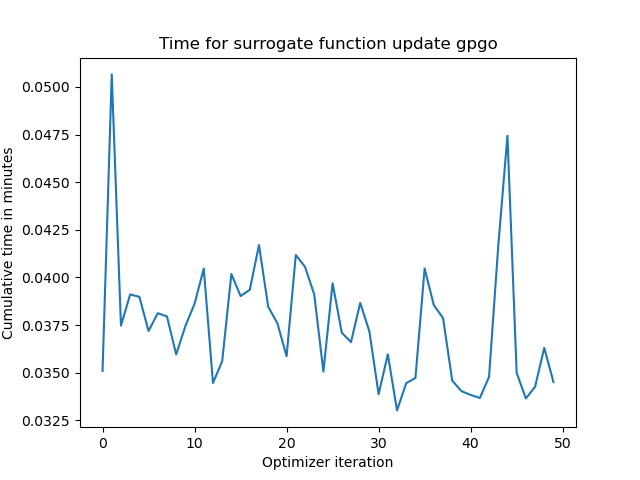 Time for surrogate function update gpgo
0.0500
0.0475
0.0450
0.0425
0.0400
0.0375
0.0350
0.0325
Cumulative time in minutes
0 10 20 30 40 50
Optimizer iteration